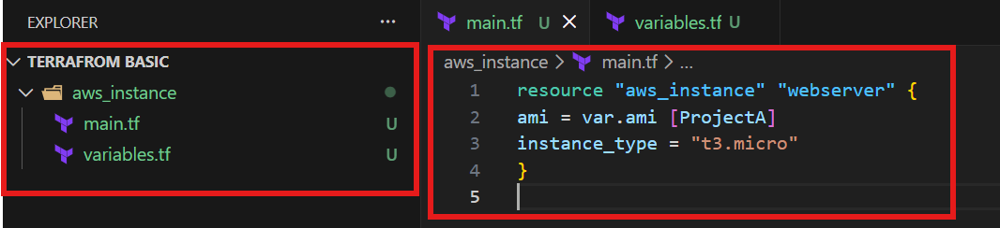 EXPLORER ...
TERRAFROM BASIC
aws_instance
main.tf U
variables.tf U
main.tf U
variables.tf U
aws_instance > main.tf > ...
1 resource "aws_instance" "webserver" {
2 ami = var.ami [ProjectA]
3 instance_type = "t3.micro"
4 }
5